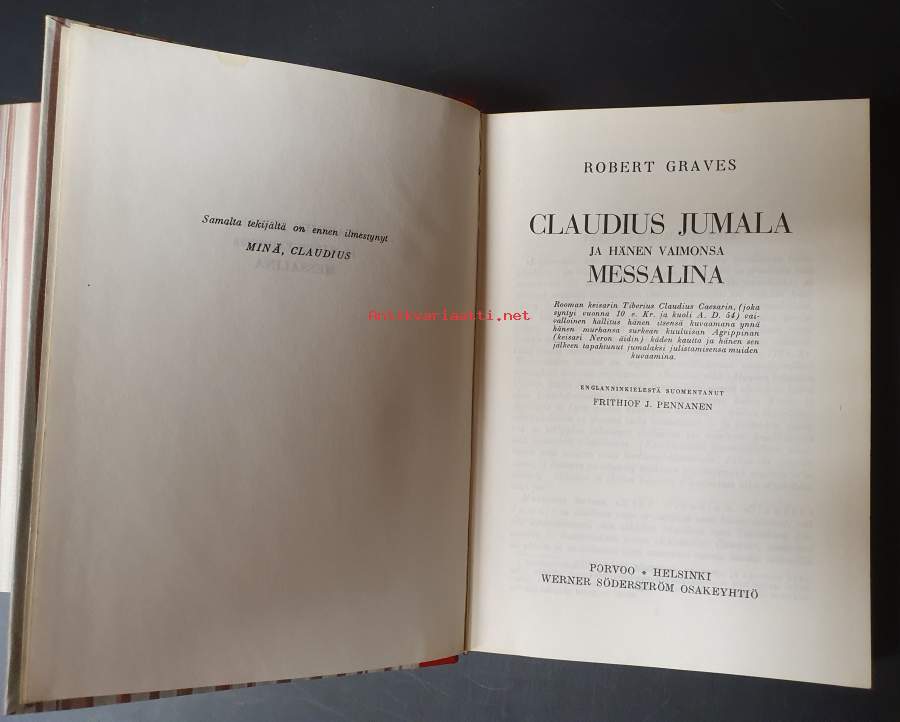 Samalta tekijältä on ennen ilmestynyt
MINÄ, CLAUDIUS
Antikvariaatti.net
ROBERT GRAVES
CLAUDIUS JUMALA
JA HÄNEN VAIMONSA
MESSALINA
Rooman keisarin Tiberius Claudius Caesarin, (joka
syntyi vuonna 10 e. Kr. ja kuoli A. D. 54) vai-
valloinen hallitus hänen itsensä kuvaamana ynnä
hänen murhansa surkean kuuluisan Agrippinan
(keisari Neron äidin) käden kautta ja hänen sen
jälkeen tapahtunut jumalaksi julistamisensa muiden
kuvaamina.
ENGLANNINKIELESTÄ SUOMENTANUT
FRITHIOF J. PENNANEN
PORVOO • HELSINKI
WERNER SÖDERSTRÖM OSAKEYHTIÖ